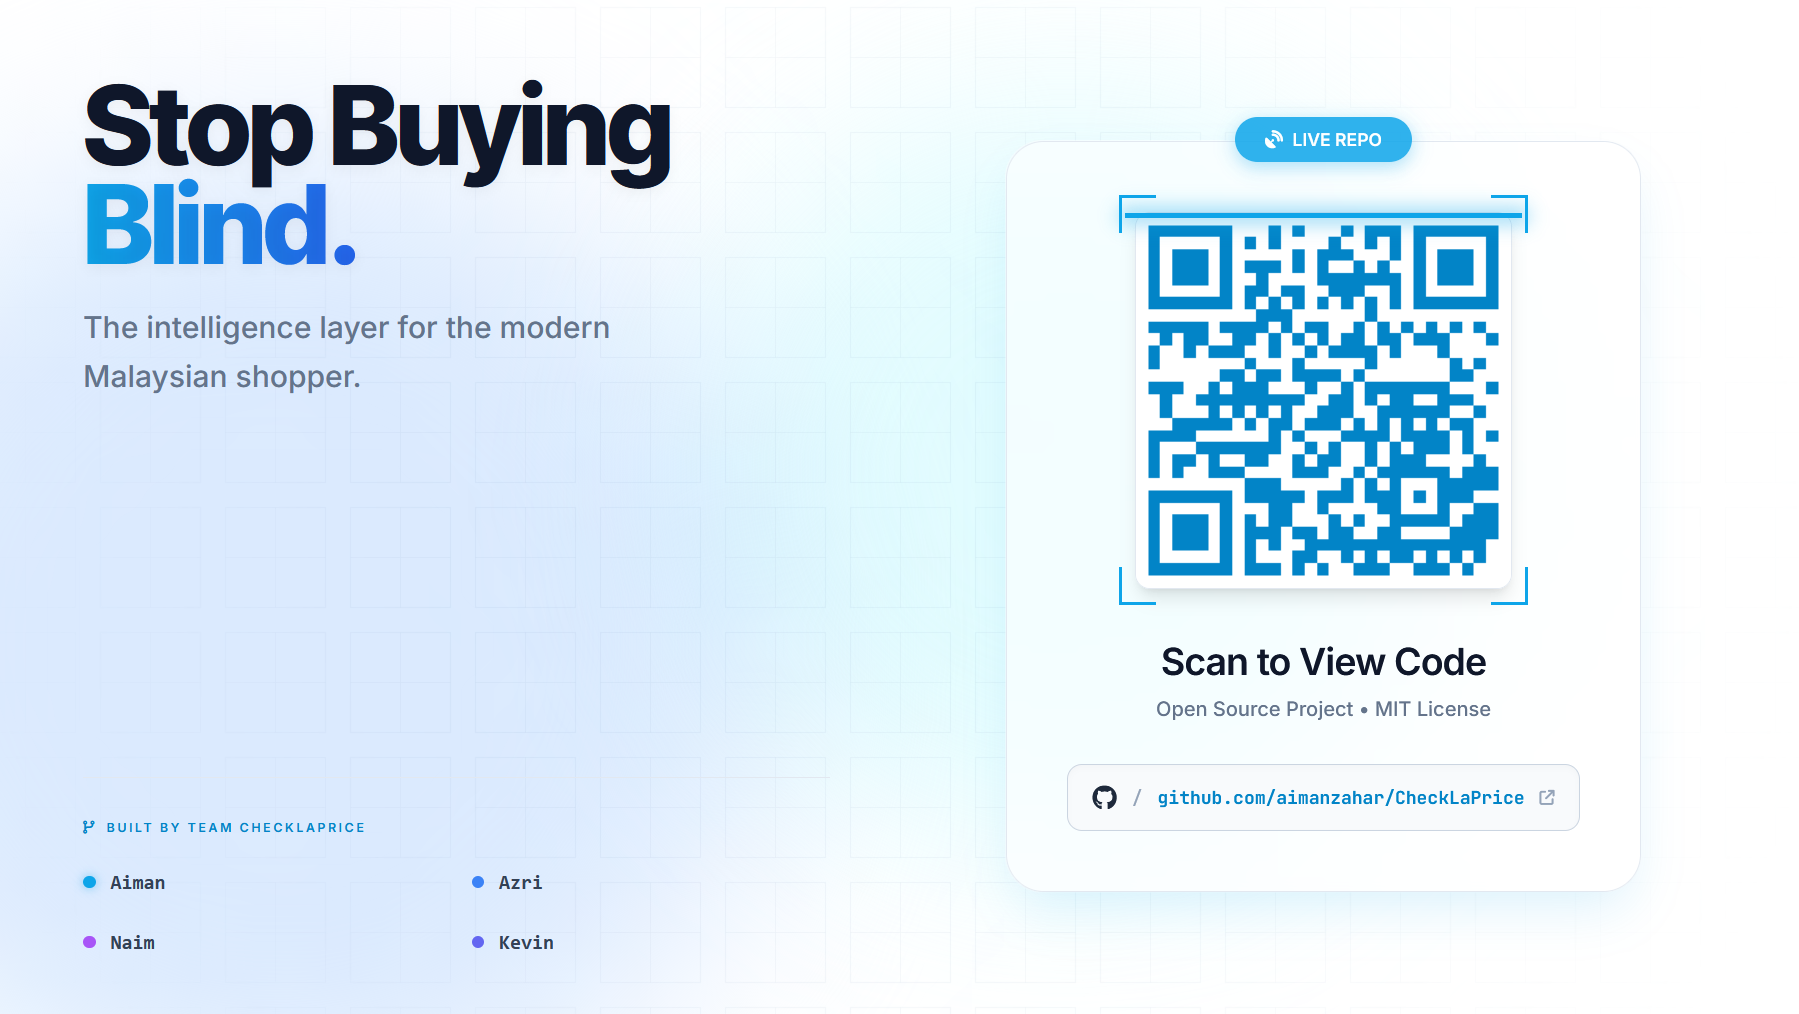 Stop Buying
Blind.
The intelligence layer for the modern
Malaysian shopper.
BUILT BY TEAM CHECKLAPRICE
Aiman
Azri
Naim
Kevin
LIVE REPO
Scan to View Code
Open Source Project • MIT License
/ github.com/aimanzahar/CheckLaPrice